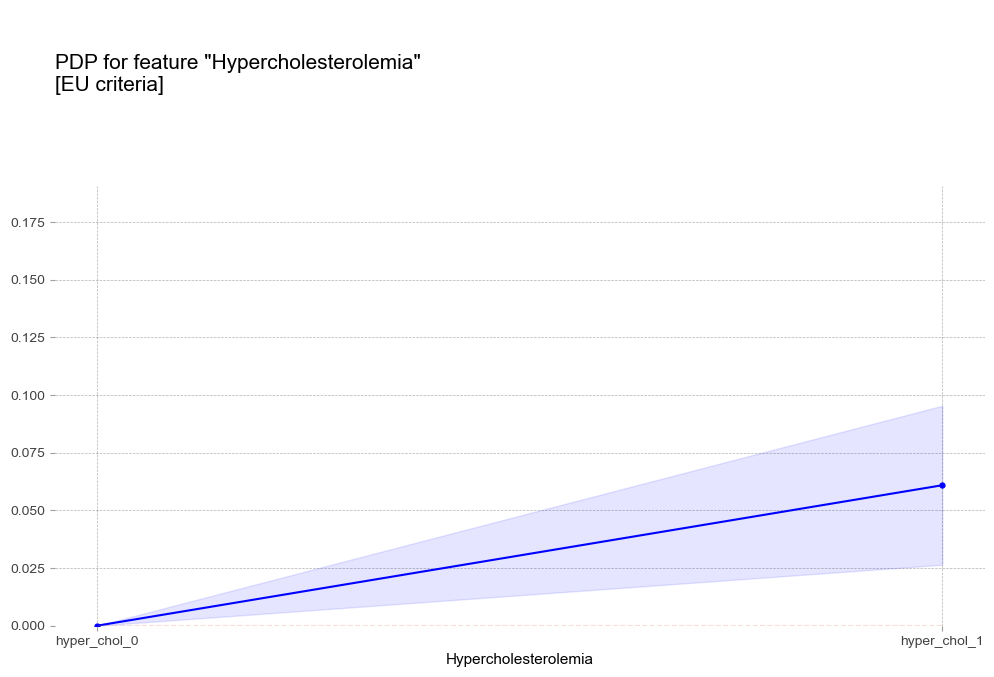 PDP for feature "Hypercholesterolemia"
[EU criteria]
0.175
0.150
0.125
0.100
0.075
0.050
0.025
0.000
hyper_chol_0 hyper_chol_1
Hypercholesterolemia